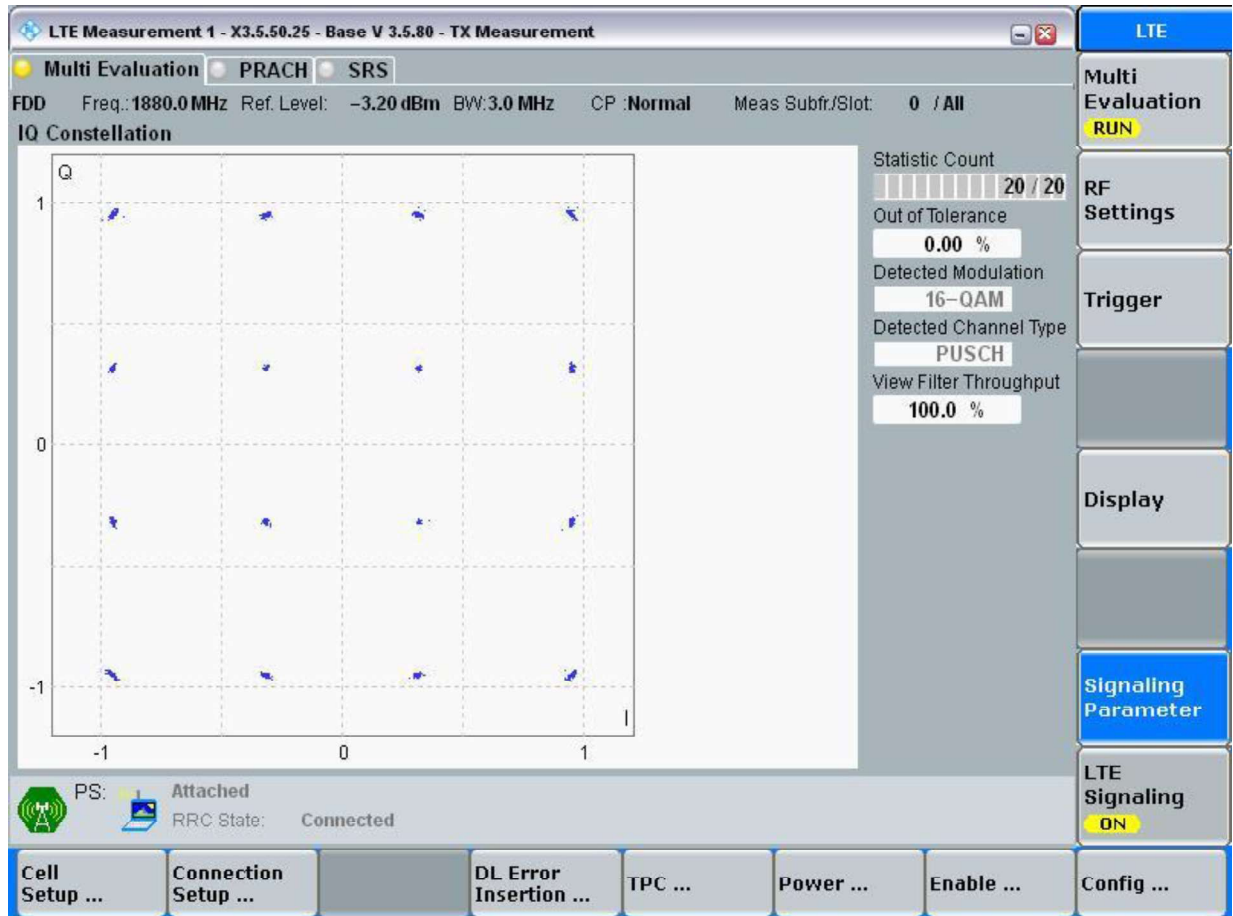 LTE Measurement 1 - X3.5.50.25 - Base V 3.5.80 - TX Measurement
LTE
Multi Evaluation PRACH SRS
FDD Freq.: 1880.0 MHz Ref. Level: −3.20 dBm BW: 3.0 MHz CP :Normal Meas Subfr./Slot: 0 / All
IQ Constellation
Q
1
0
-1
-1 0 1
I
Statistic Count
20 / 20
Out of Tolerance
0.00 %
Detected Modulation
16−QAM
Detected Channel Type
PUSCH
View Filter Throughput
100.0 %
Multi
Evaluation
RUN
RF
Settings
Trigger
Display
Signaling
Parameter
LTE
Signaling
ON
PS: Attached
RRC State: Connected
Cell
Setup ...
Connection
Setup ...
DL Error
Insertion ...
TPC ...
Power ...
Enable ...
Config ...